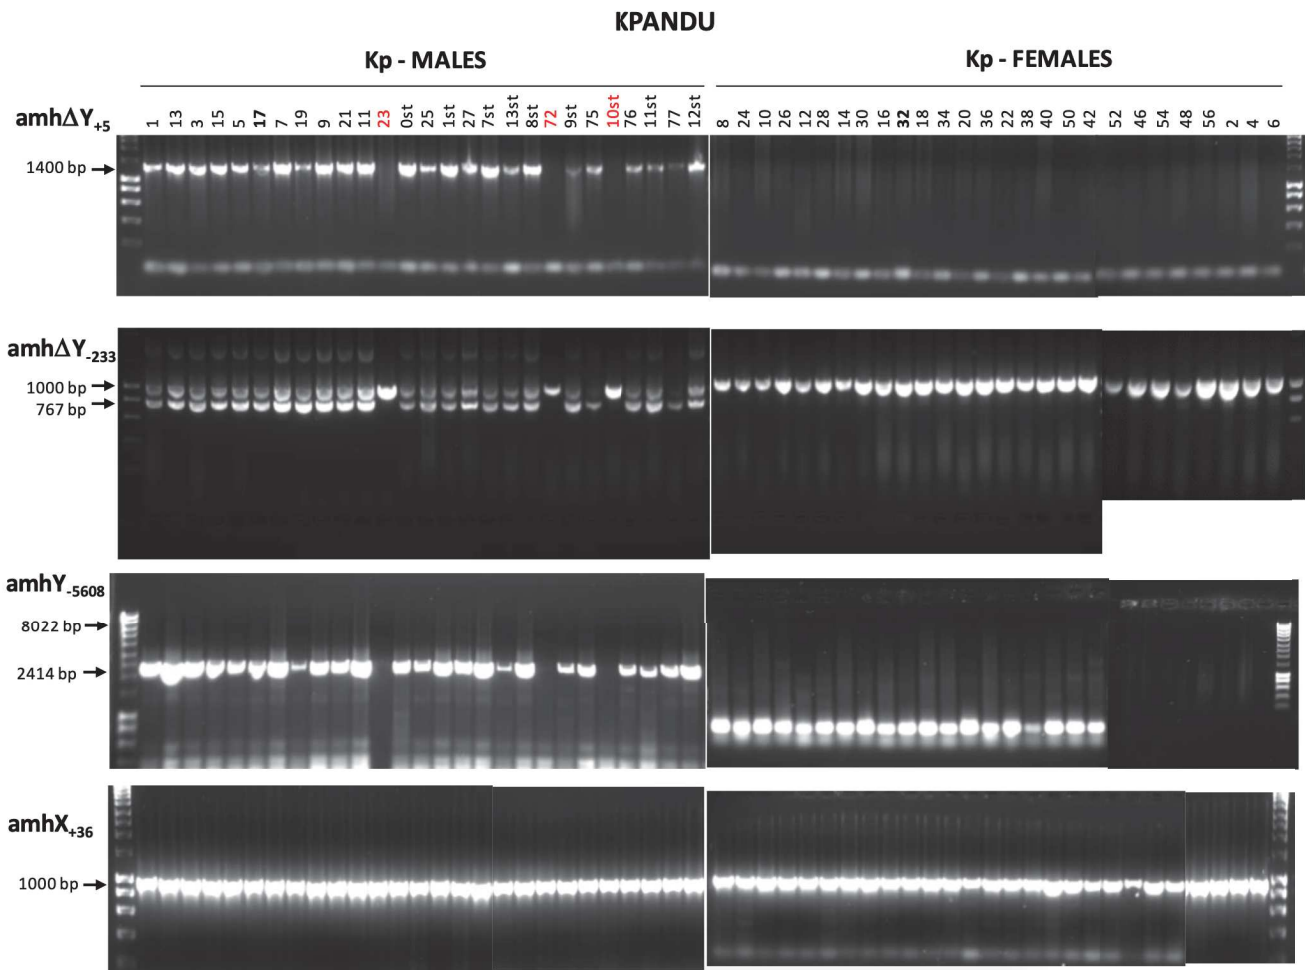 KPANDU
Kp - MALES
Kp - FEMALES
amhΔY+5
1 13 3 15 5 17 7 19 9 21 11 23 0st 25 1st 27 7st 13st 8st 72 9st 75 10st 76 11st 77 12st
8 24 10 26 12 28 14 30 16 32 18 34 20 36 22 38 40 50 42 52 46 54 48 56 2 4 6
1400 bp
amhΔY-233
1000 bp
767 bp
amhY-5608
8022 bp
2414 bp
amhX+36
1000 bp